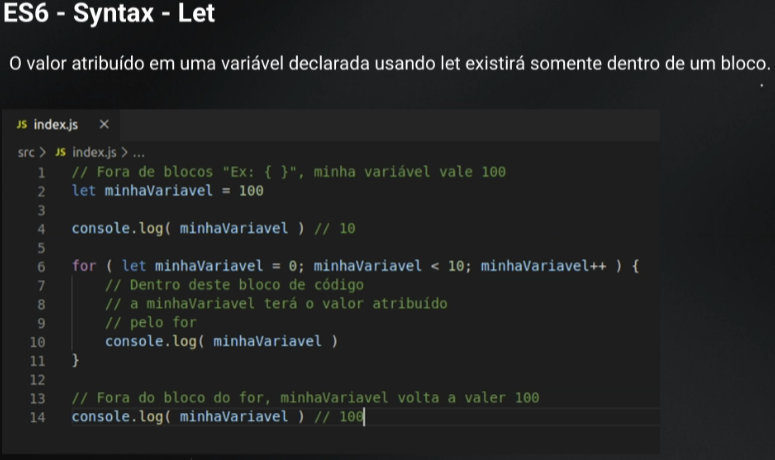 ES6 - Syntax - Let
O valor atribuído em uma variável declarada usando let existirá somente dentro de um bloco.
.
JS index.js ×
src > JS index.js > ...
1 // Fora de blocos "Ex: { }", minha variável vale 100
2 let minhaVariavel = 100
3
4 console.log( minhaVariavel ) // 10
5
6 for ( let minhaVariavel = 0; minhaVariavel < 10; minhaVariavel++ ) {
7 // Dentro deste bloco de código
8 // a minhaVariavel terá o valor atribuído
9 // pelo for
10 console.log( minhaVariavel )
11 }
12
13 // Fora do bloco do for, minhaVariavel volta a valer 100
14 console.log( minhaVariavel ) // 100